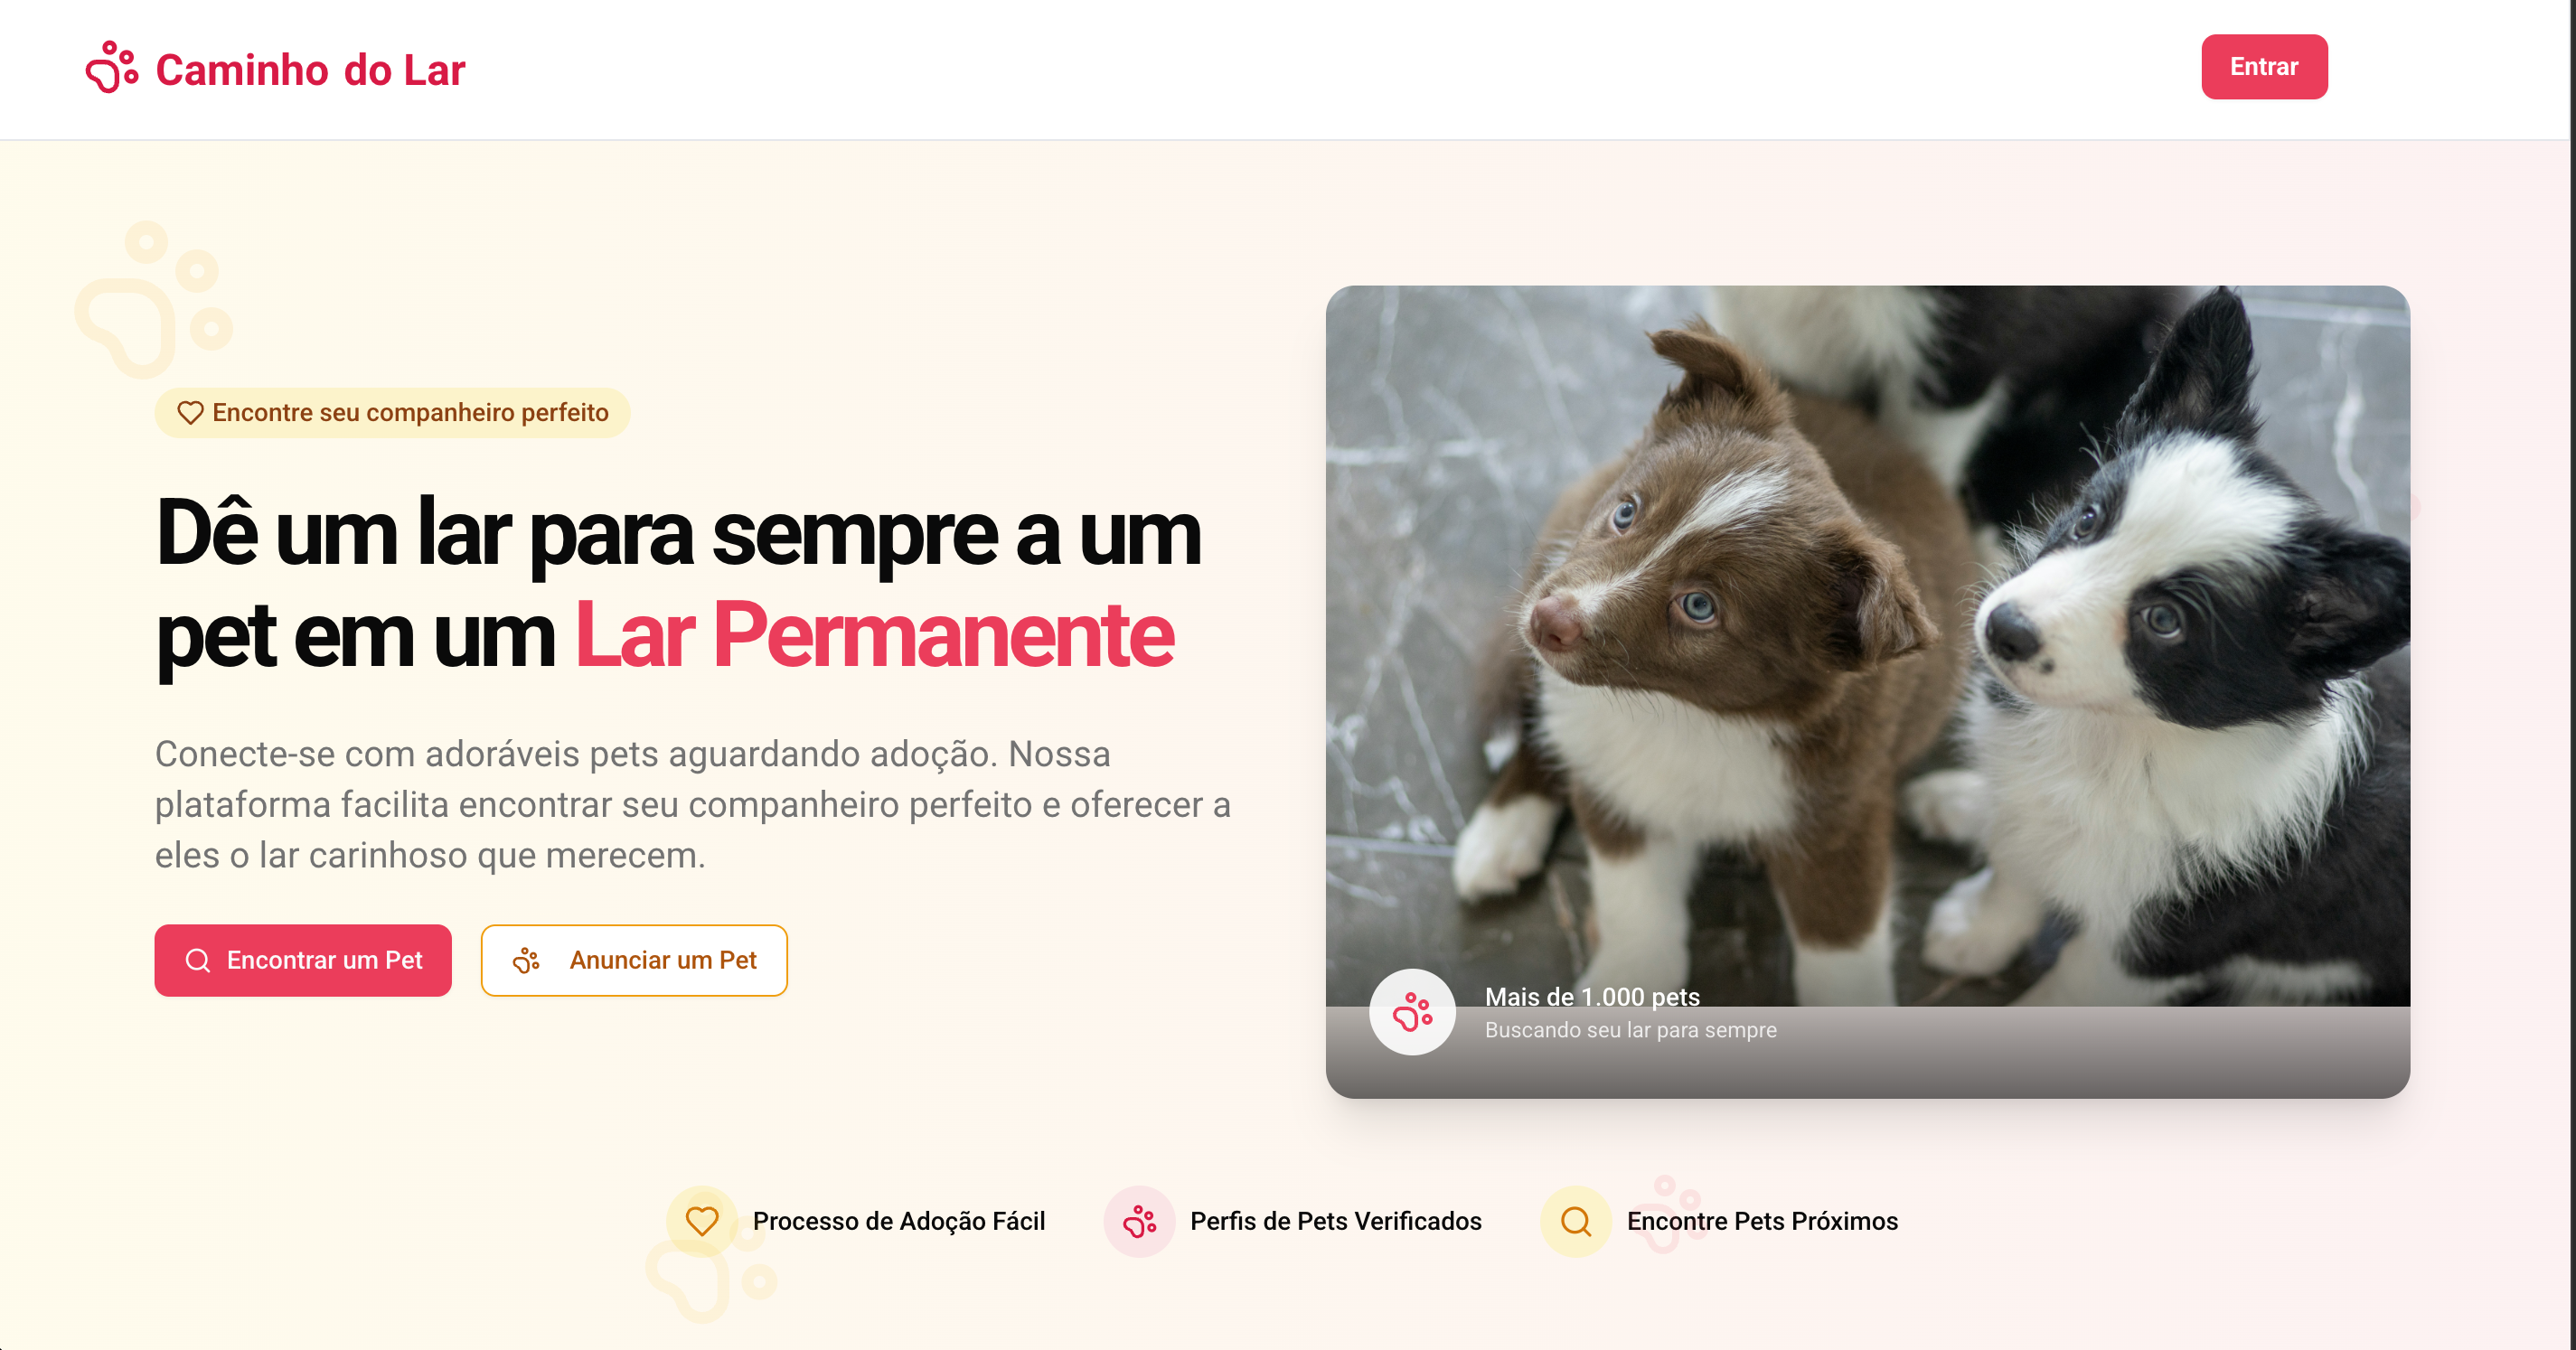 Caminho do Lar
Entrar
Encontre seu companheiro perfeito
Dê um lar para sempre a um
pet em um Lar Permanente
Conecte-se com adoráveis pets aguardando adoção. Nossa
plataforma facilita encontrar seu companheiro perfeito e oferecer a
eles o lar carinhoso que merecem.
Encontrar um Pet
Anunciar um Pet
Mais de 1.000 pets
Buscando seu lar para sempre
Processo de Adoção Fácil
Perfis de Pets Verificados
Encontre Pets Próximos